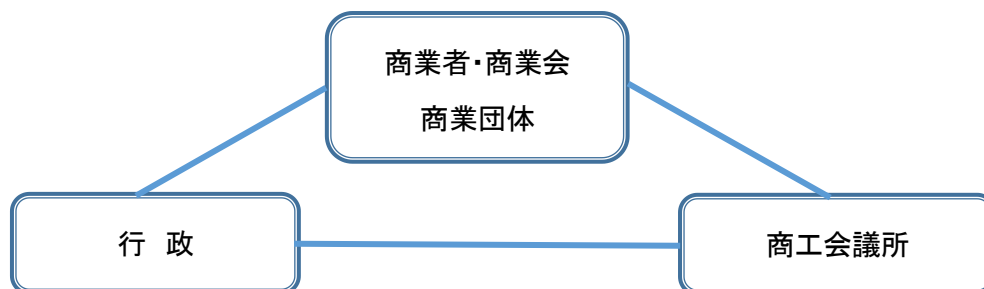 商業者・商業会
商業団体
行　政
商工会議所